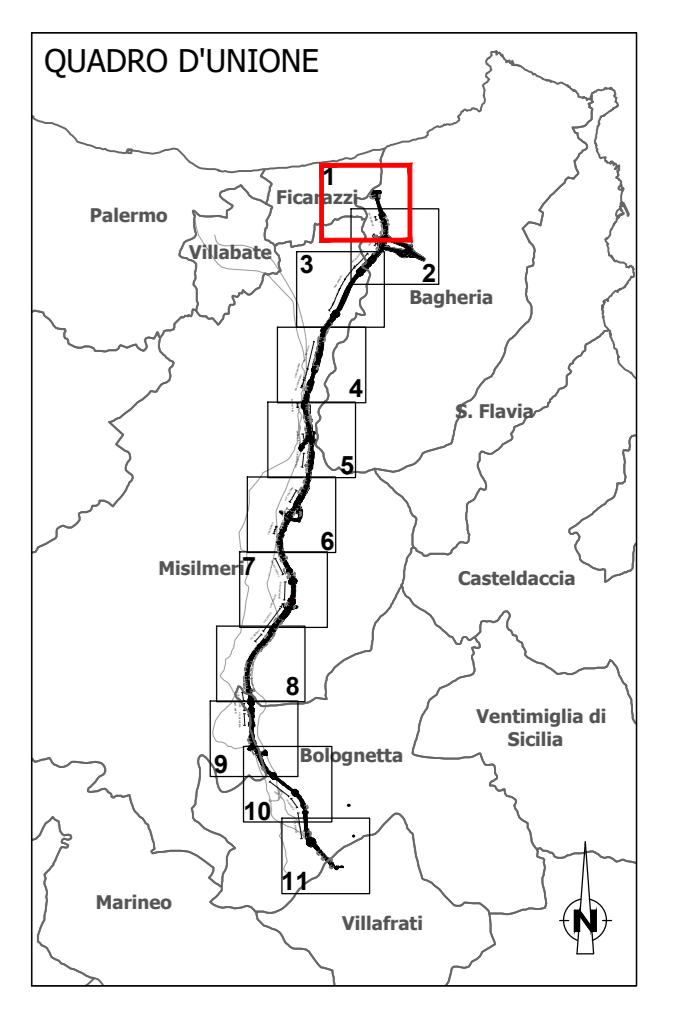 QUADRO D'UNIONE
1
Ficarazzi
Palermo
Villabate
3
2
Bagheria
4
S. Flavia
5
6
Misilmeri
7
Casteldaccia
8
Ventimiglia di
Sicilia
Bolognetta
9
10
11
Marineo
Villafrati
N